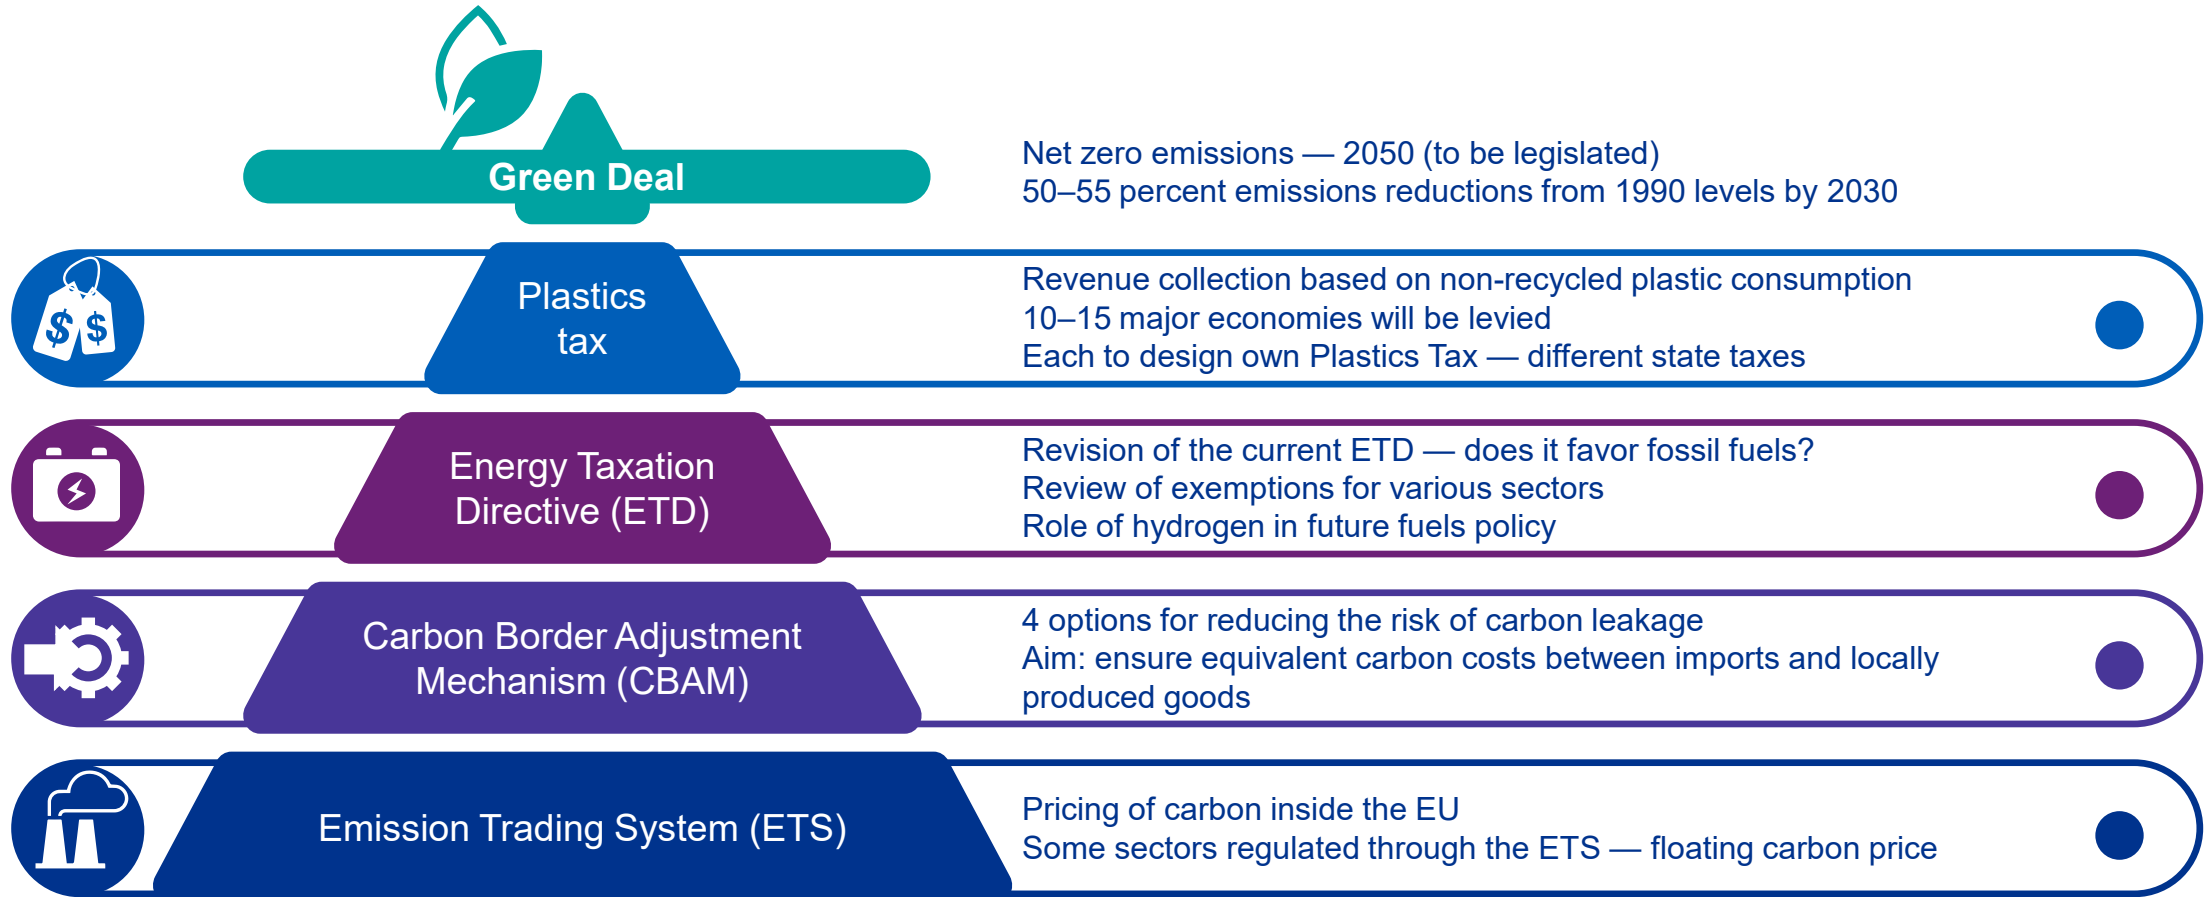 Green Deal
Net zero emissions — 2050 (to be legislated)
50–55 percent emissions reductions from 1990 levels by 2030
$ $
Plastics
tax
Revenue collection based on non-recycled plastic consumption
10–15 major economies will be levied
Each to design own Plastics Tax — different state taxes
Energy Taxation
Directive (ETD)
Revision of the current ETD — does it favor fossil fuels?
Review of exemptions for various sectors
Role of hydrogen in future fuels policy
Carbon Border Adjustment
Mechanism (CBAM)
4 options for reducing the risk of carbon leakage
Aim: ensure equivalent carbon costs between imports and locally
produced goods
Emission Trading System (ETS)
Pricing of carbon inside the EU
Some sectors regulated through the ETS — floating carbon price